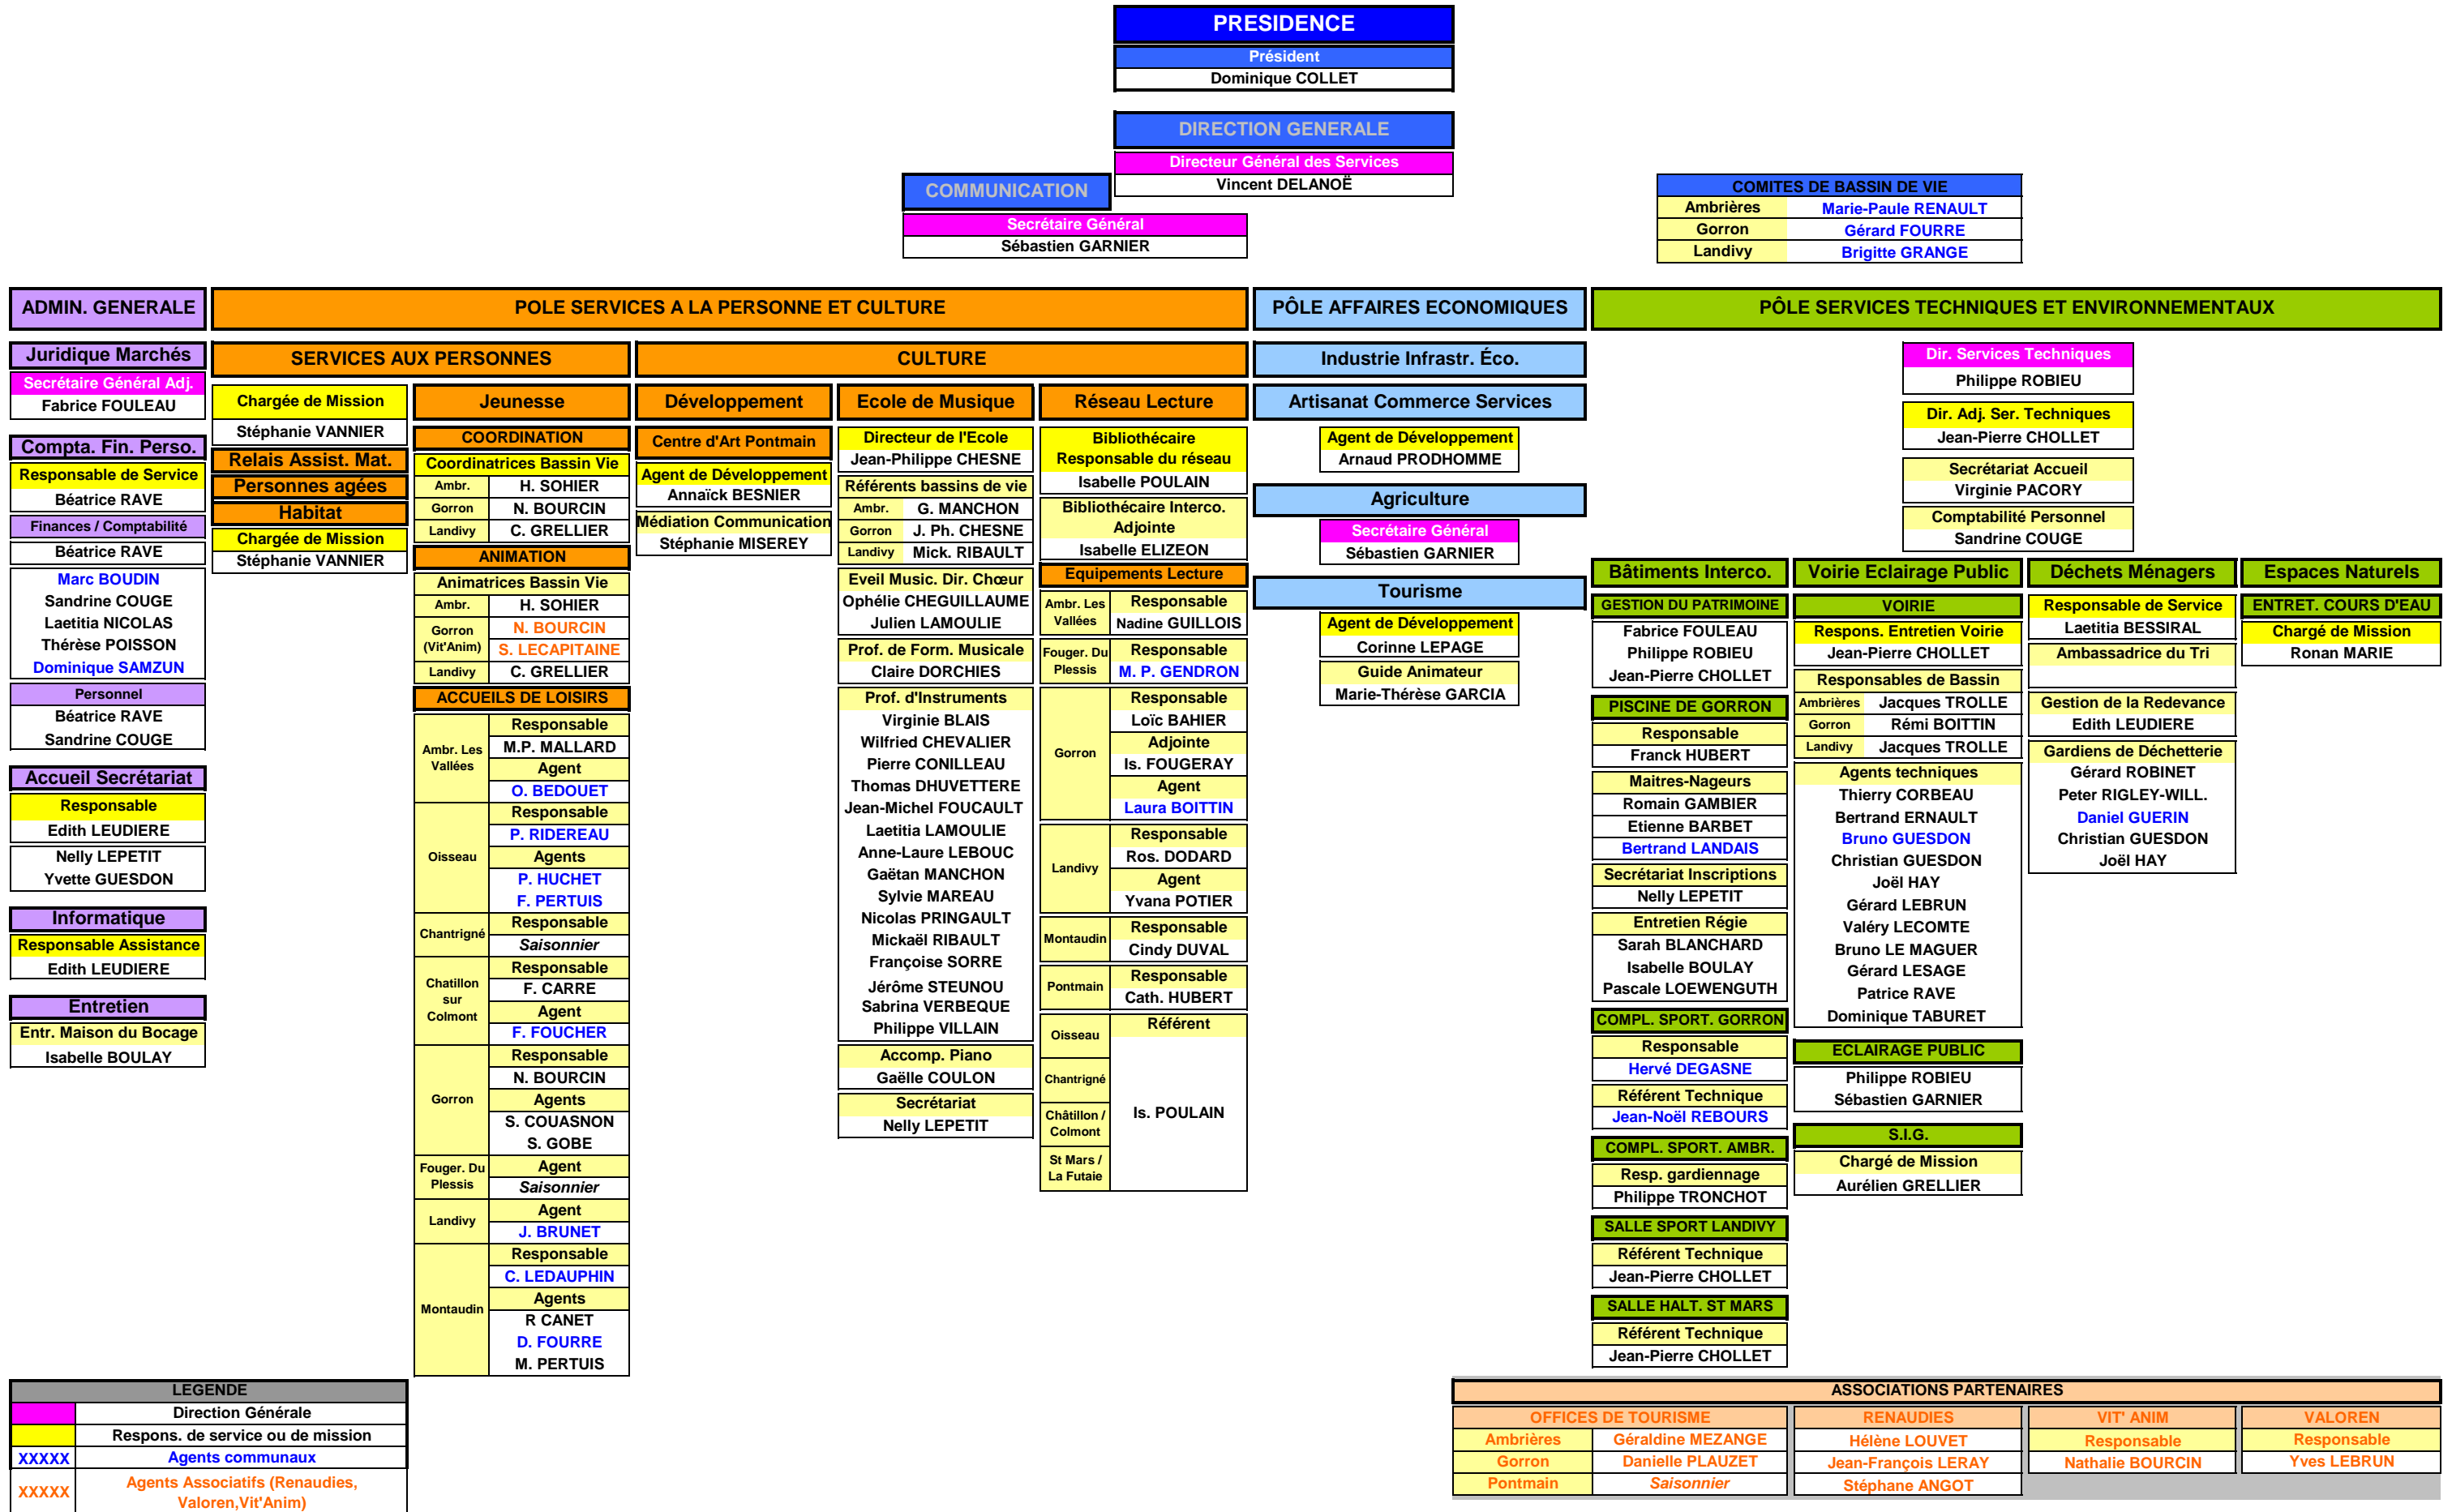 PRESIDENCE
Président
Dominique COLLET
DIRECTION GENERALE
Directeur Général des Services
Vincent DELANOË
COMMUNICATION
Secrétaire Général
Sébastien GARNIER
COMITES DE BASSIN DE VIE
Ambrières Marie-Paule RENAULT
Gorron Gérard FOURRE
Landivy Brigitte GRANGE
ADMIN. GENERALE
Juridique Marchés
Secrétaire Général Adj.
Fabrice FOULEAU
Compta. Fin. Perso.
Responsable de Service
Béatrice RAVE
Finances / Comptabilité
Béatrice RAVE
Marc BOUDIN
Sandrine COUGE
Laetitia NICOLAS
Thérèse POISSON
Dominique SAMZUN
Personnel
Béatrice RAVE
Sandrine COUGE
Accueil Secrétariat
Responsable
Edith LEUDIERE
Nelly LEPETIT
Yvette GUESDON
Informatique
Responsable Assistance
Edith LEUDIERE
Entretien
Entr. Maison du Bocage
Isabelle BOULAY
POLE SERVICES A LA PERSONNE ET CULTURE
SERVICES AUX PERSONNES
Chargée de Mission
Stéphanie VANNIER
Relais Assist. Mat.
Personnes agées
Habitat
Chargée de Mission
Stéphanie VANNIER
Jeunesse
COORDINATION
Coordinatrices Bassin Vie
Ambr. H. SOHIER
Gorron N. BOURCIN
Landivy C. GRELLIER
ANIMATION
Animatrices Bassin Vie
Ambr. H. SOHIER
Gorron (Vit'Anim)
N. BOURCIN
S. LECAPITAINE
Landivy C. GRELLIER
ACCUEILS DE LOISIRS
Ambr. Les Vallées
Responsable
M.P. MALLARD
Agent
O. BEDOUET
Oisseau
Responsable
P. RIDEREAU
Agents
P. HUCHET
F. PERTUIS
Chantrigné
Responsable
Saisonnier
Chatillon sur Colmont
Responsable
F. CARRE
Agent
F. FOUCHER
Gorron
Responsable
N. BOURCIN
Agents
S. COUASNON
S. GOBE
Fouger. Du Plessis
Agent
Saisonnier
Landivy
Agent
J. BRUNET
Montaudin
Responsable
C. LEDAUPHIN
Agents
R CANET
D. FOURRE
M. PERTUIS
CULTURE
Développement
Centre d'Art Pontmain
Agent de Développement
Annaïck BESNIER
Médiation Communication
Stéphanie MISEREY
Ecole de Musique
Directeur de l'Ecole
Jean-Philippe CHESNE
Référents bassins de vie
Ambr. G. MANCHON
Gorron J. Ph. CHESNE
Landivy Mick. RIBAULT
Eveil Music. Dir. Chœur
Ophélie CHEGUILLAUME
Julien LAMOULIE
Prof. de Form. Musicale
Claire DORCHIES
Prof. d'Instruments
Virginie BLAIS
Wilfried CHEVALIER
Pierre CONILLEAU
Thomas DHUVETTERE
Jean-Michel FOUCAULT
Laetitia LAMOULIE
Anne-Laure LEBOUC
Gaëtan MANCHON
Sylvie MAREAU
Nicolas PRINGAULT
Mickaël RIBAULT
Françoise SORRE
Jérôme STEUNOU
Sabrina VERBEQUE
Philippe VILLAIN
Accomp. Piano
Gaëlle COULON
Secrétariat
Nelly LEPETIT
Réseau Lecture
Bibliothécaire
Responsable du réseau
Isabelle POULAIN
Bibliothécaire Interco.
Adjointe
Isabelle ELIZEON
Equipements Lecture
Ambr. Les Vallées
Responsable
Nadine GUILLOIS
Fouger. Du Plessis
Responsable
M. P. GENDRON
Gorron
Responsable
Loïc BAHIER
Adjointe
Is. FOUGERAY
Agent
Laura BOITTIN
Landivy
Responsable
Ros. DODARD
Agent
Yvana POTIER
Montaudin
Responsable
Cindy DUVAL
Pontmain
Responsable
Cath. HUBERT
Oisseau
Chantrigné
Châtillon / Colmont
St Mars / La Futaie
Référent
Is. POULAIN
PÔLE AFFAIRES ECONOMIQUES
Industrie Infrastr. Éco.
Artisanat Commerce Services
Agent de Développement
Arnaud PRODHOMME
Agriculture
Secrétaire Général
Sébastien GARNIER
Tourisme
Agent de Développement
Corinne LEPAGE
Guide Animateur
Marie-Thérèse GARCIA
PÔLE SERVICES TECHNIQUES ET ENVIRONNEMENTAUX
Dir. Services Techniques
Philippe ROBIEU
Dir. Adj. Ser. Techniques
Jean-Pierre CHOLLET
Secrétariat Accueil
Virginie PACORY
Comptabilité Personnel
Sandrine COUGE
Bâtiments Interco.
GESTION DU PATRIMOINE
Fabrice FOULEAU
Philippe ROBIEU
Jean-Pierre CHOLLET
PISCINE DE GORRON
Responsable
Franck HUBERT
Maitres-Nageurs
Romain GAMBIER
Etienne BARBET
Bertrand LANDAIS
Secrétariat Inscriptions
Nelly LEPETIT
Entretien Régie
Sarah BLANCHARD
Isabelle BOULAY
Pascale LOEWENGUTH
COMPL. SPORT. GORRON
Responsable
Hervé DEGASNE
Référent Technique
Jean-Noël REBOURS
COMPL. SPORT. AMBR.
Resp. gardiennage
Philippe TRONCHOT
SALLE SPORT LANDIVY
Référent Technique
Jean-Pierre CHOLLET
SALLE HALT. ST MARS
Référent Technique
Jean-Pierre CHOLLET
Voirie Eclairage Public
VOIRIE
Respons. Entretien Voirie
Jean-Pierre CHOLLET
Responsables de Bassin
Ambrières Jacques TROLLE
Gorron Rémi BOITTIN
Landivy Jacques TROLLE
Agents techniques
Thierry CORBEAU
Bertrand ERNAULT
Bruno GUESDON
Christian GUESDON
Joël HAY
Gérard LEBRUN
Valéry LECOMTE
Bruno LE MAGUER
Gérard LESAGE
Patrice RAVE
Dominique TABURET
ECLAIRAGE PUBLIC
Philippe ROBIEU
Sébastien GARNIER
S.I.G.
Chargé de Mission
Aurélien GRELLIER
Déchets Ménagers
Responsable de Service
Laetitia BESSIRAL
Ambassadrice du Tri
Gestion de la Redevance
Edith LEUDIERE
Gardiens de Déchetterie
Gérard ROBINET
Peter RIGLEY-WILL.
Daniel GUERIN
Christian GUESDON
Joël HAY
Espaces Naturels
ENTRET. COURS D'EAU
Chargé de Mission
Ronan MARIE
LEGENDE
Direction Générale
Respons. de service ou de mission
XXXXX Agents communaux
XXXXX Agents Associatifs (Renaudies,
Valoren,Vit'Anim)
ASSOCIATIONS PARTENAIRES
OFFICES DE TOURISME
Ambrières Géraldine MEZANGE
Gorron Danielle PLAUZET
Pontmain Saisonnier
RENAUDIES
Hélène LOUVET
Jean-François LERAY
Stéphane ANGOT
VIT' ANIM
Responsable
Nathalie BOURCIN
VALOREN
Responsable
Yves LEBRUN